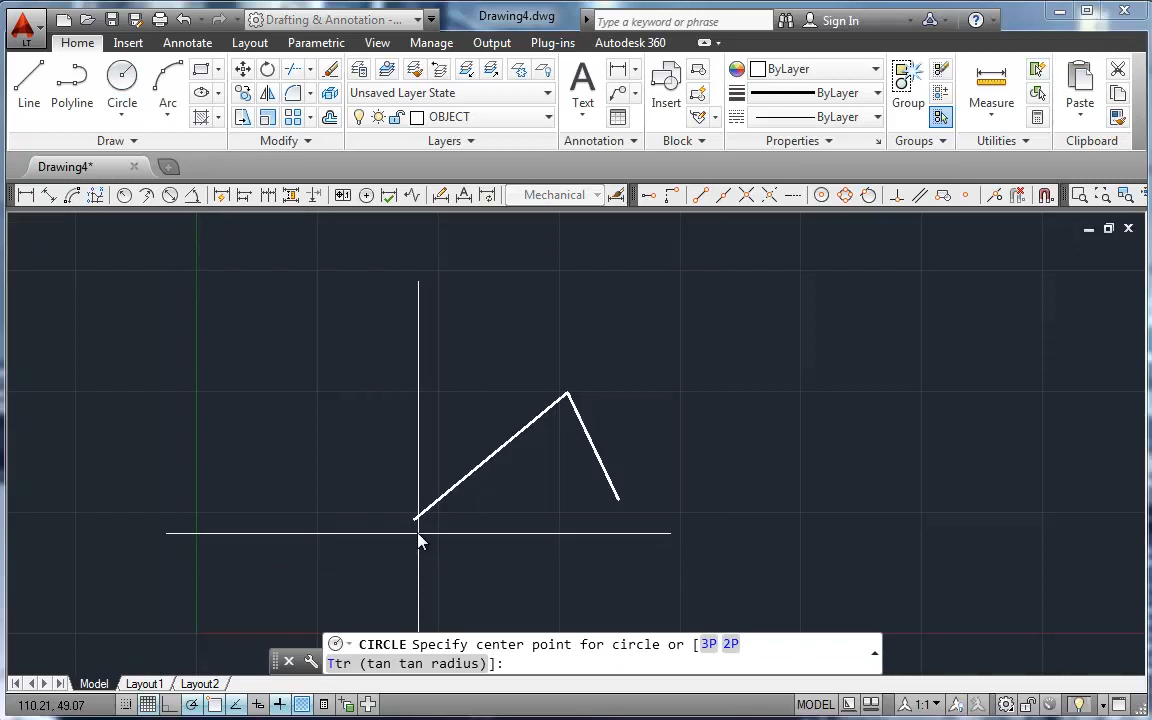 Drafting & Annotation -...
Drawing4.dwg
Type a keyword or phrase
Sign In
LT
Home Insert Annotate Layout Parametric View Manage Output Plug-ins Autodesk 360
Line Polyline Circle Arc
Unsaved Layer State
OBJECT
Text
Insert
ByLayer
ByLayer
ByLayer
Group
Measure
Paste
Draw Modify Layers Annotation Block Properties Groups Utilities Clipboard
Drawing4*
Mechanical
CIRCLE Specify center point for circle or [3P 2P
Ttr (tan tan radius)]:
Model Layout1 Layout2
110.21, 49.07
MODEL
1:1